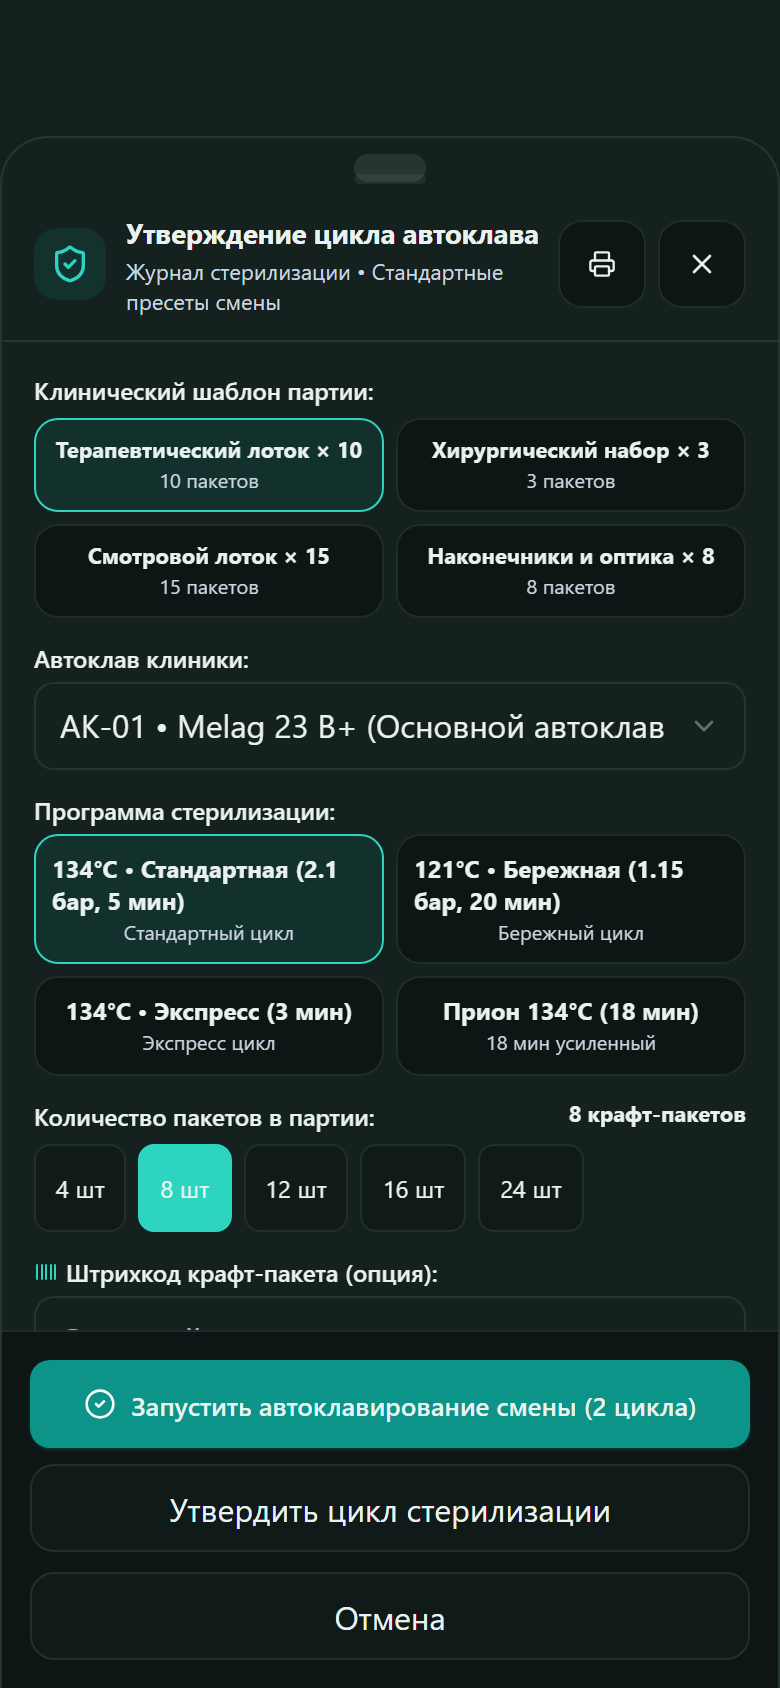 Утверждение цикла автоклава
Журнал стерилизации • Стандартные
пресеты смены
Клинический шаблон партии:
Терапевтический лоток × 10
10 пакетов
Хирургический набор × 3
3 пакетов
Смотровой лоток × 15
15 пакетов
Наконечники и оптика × 8
8 пакетов
Автоклав клиники:
АК-01 • Melag 23 B+ (Основной автоклав
Программа стерилизации:
134°C • Стандартная (2.1
бар, 5 мин)
Стандартный цикл
121°C • Бережная (1.15
бар, 20 мин)
Бережный цикл
134°C • Экспресс (3 мин)
Экспресс цикл
Прион 134°C (18 мин)
18 мин усиленный
Количество пакетов в партии:
8 крафт-пакетов
4 шт
8 шт
12 шт
16 шт
24 шт
Штрихкод крафт-пакета (опция):
Запустить автоклавирование смены (2 цикла)
Утвердить цикл стерилизации
Отмена